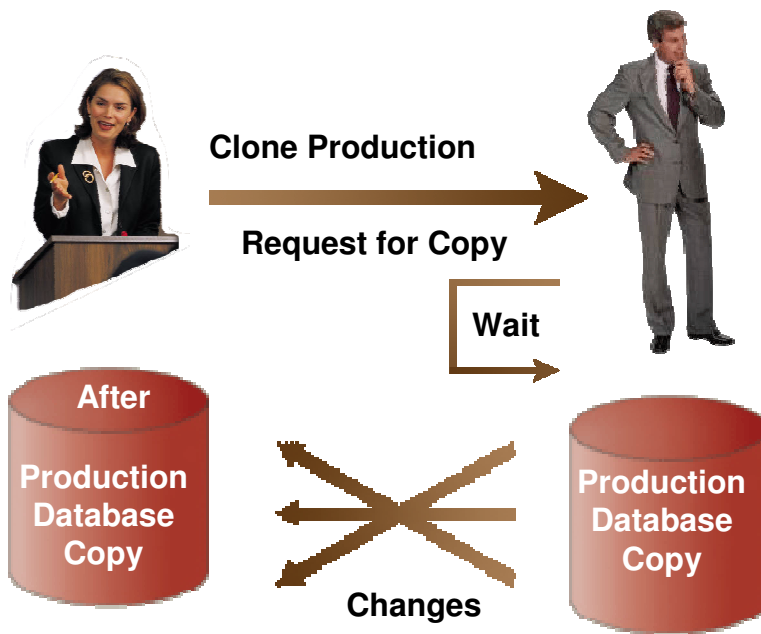 Clone Production
Request for Copy
Wait
After
Production
Database
Copy
Production
Database
Copy
Changes